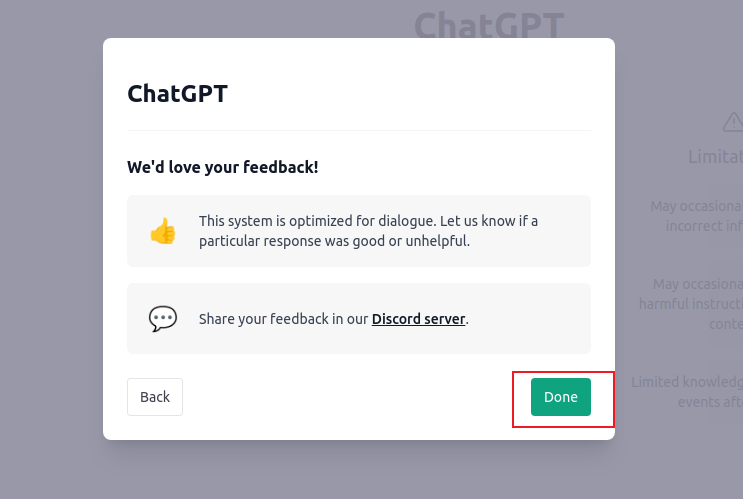 ChatGPT
ChatGPT
We'd love your feedback!
This system is optimized for dialogue. Let us know if a
particular response was good or unhelpful.
Share your feedback in our Discord server.
Back
Done
Limitat
May occasiona
incorrect inf
May occasiona
harmful instruct
conte
Limited knowledg
events afte